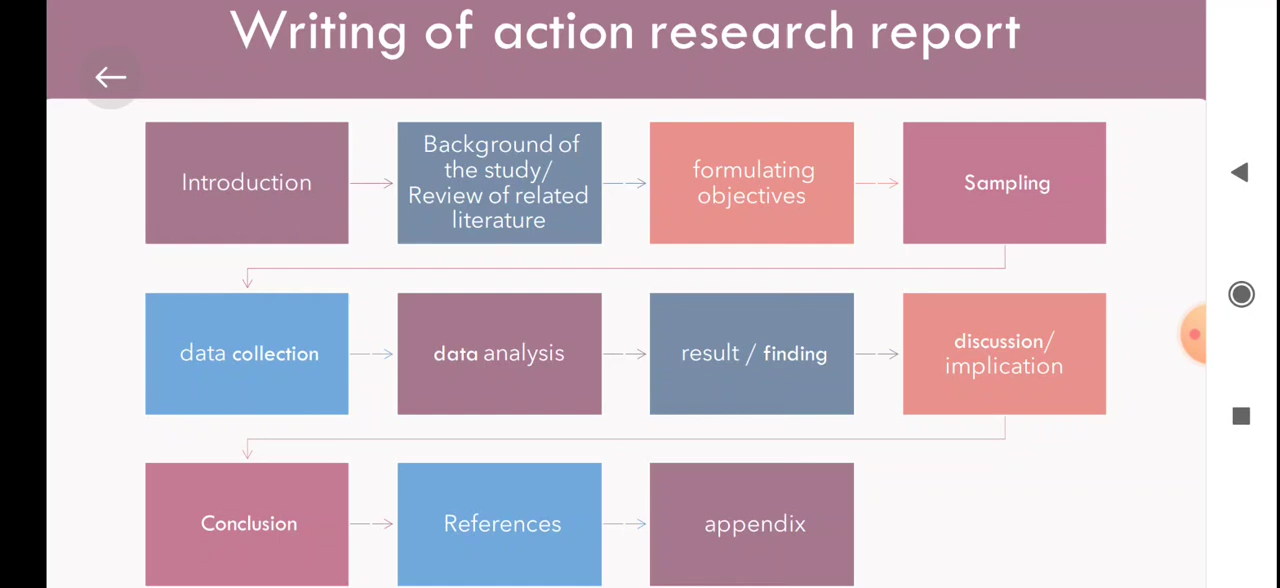 Writing of action research report
Introduction
Background of
the study/
Review of related
literature
formulating
objectives
Sampling
data collection
data analysis
result / finding
discussion/
implication
Conclusion
References
appendix